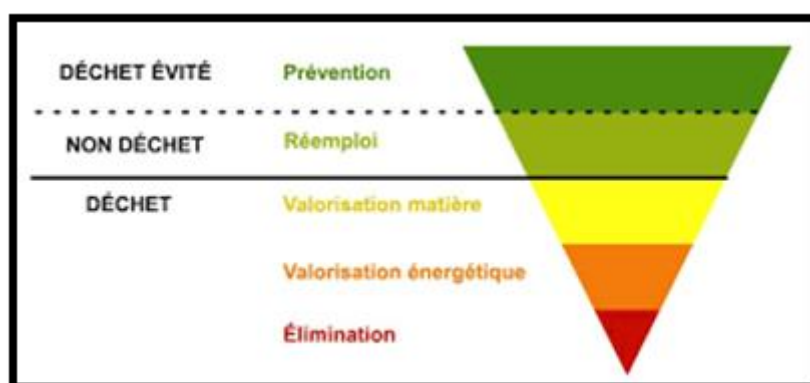 DÉCHET ÉVITÉ Prévention
NON DÉCHET Réemploi
DÉCHET Valorisation matière
Valorisation énergétique
Élimination